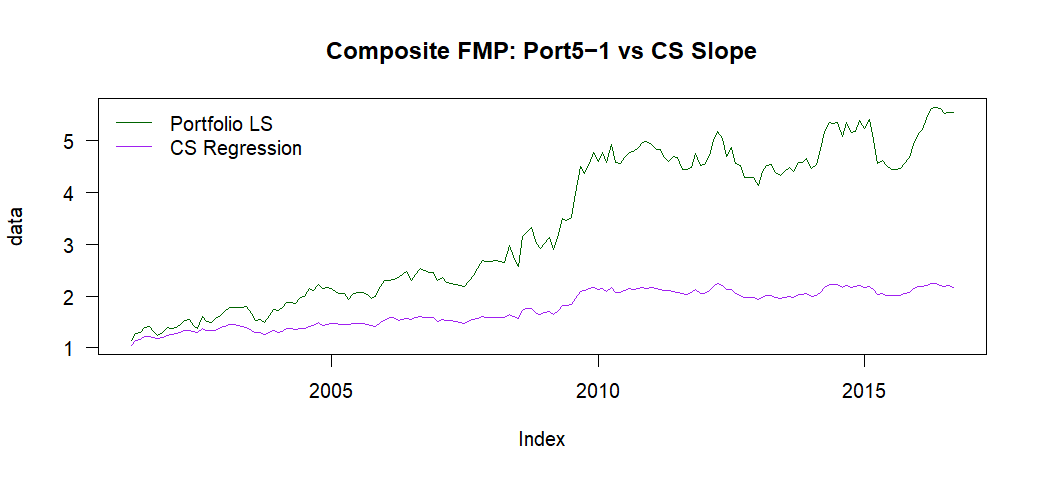 Composite FMP: Port5−1 vs CS Slope
Portfolio LS
CS Regression
5
4
3
2
1
data
2005 2010 2015
Index